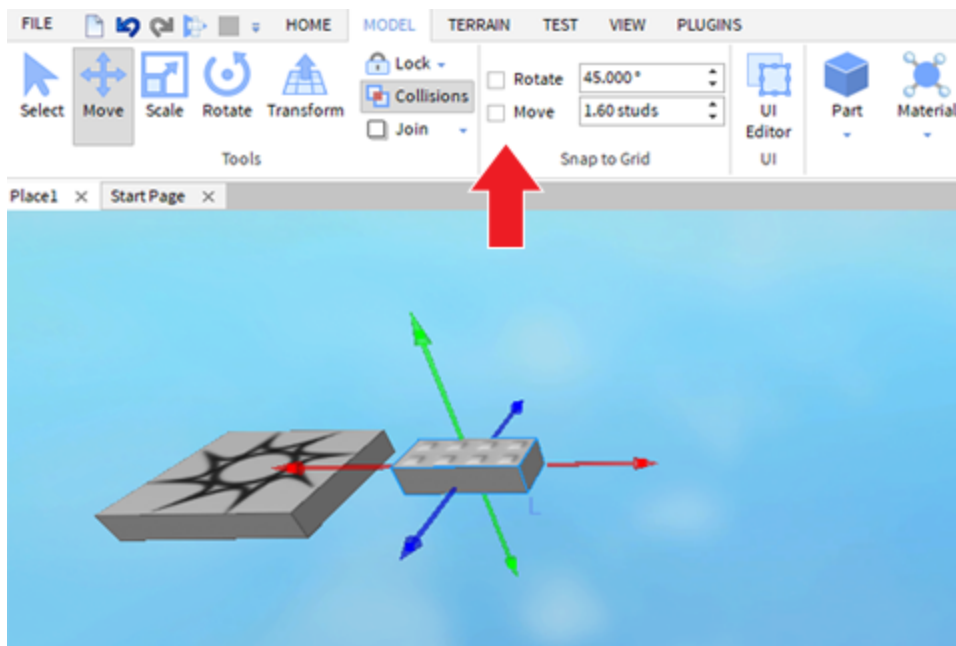 FILE HOME MODEL TERRAIN TEST VIEW PLUGINS
Select Move Scale Rotate Transform
Lock
Collisions
Join
Tools
Rotate 45.000°
Move 1.60 studs
Snap to Grid
UI
Editor
UI
Part
Material
Place1 × Start Page ×
L